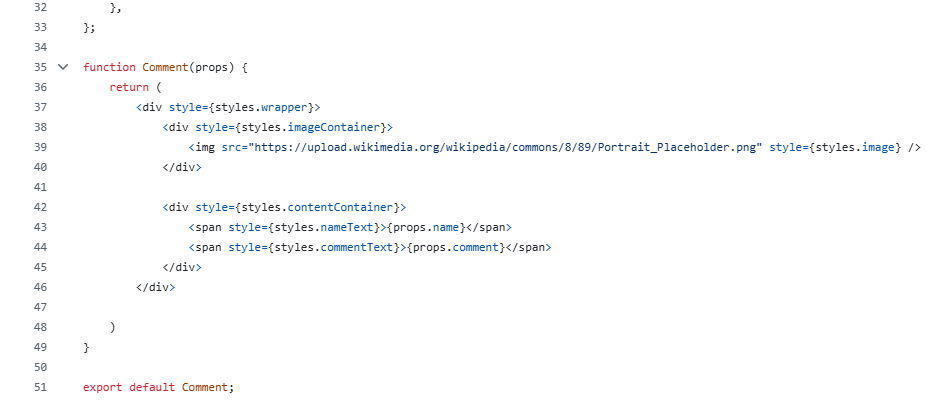 32 },
33 };
34
35 function Comment(props) {
36 return (
37 <div style={styles.wrapper}>
38 <div style={styles.imageContainer}>
39 <img src="https://upload.wikimedia.org/wikipedia/commons/8/89/Portrait_Placeholder.png" style={styles.image} />
40 </div>
41
42 <div style={styles.contentContainer}>
43 <span style={styles.nameText}>{props.name}</span>
44 <span style={styles.commentText}>{props.comment}</span>
45 </div>
46 </div>
47
48 )
49 }
50
51 export default Comment;